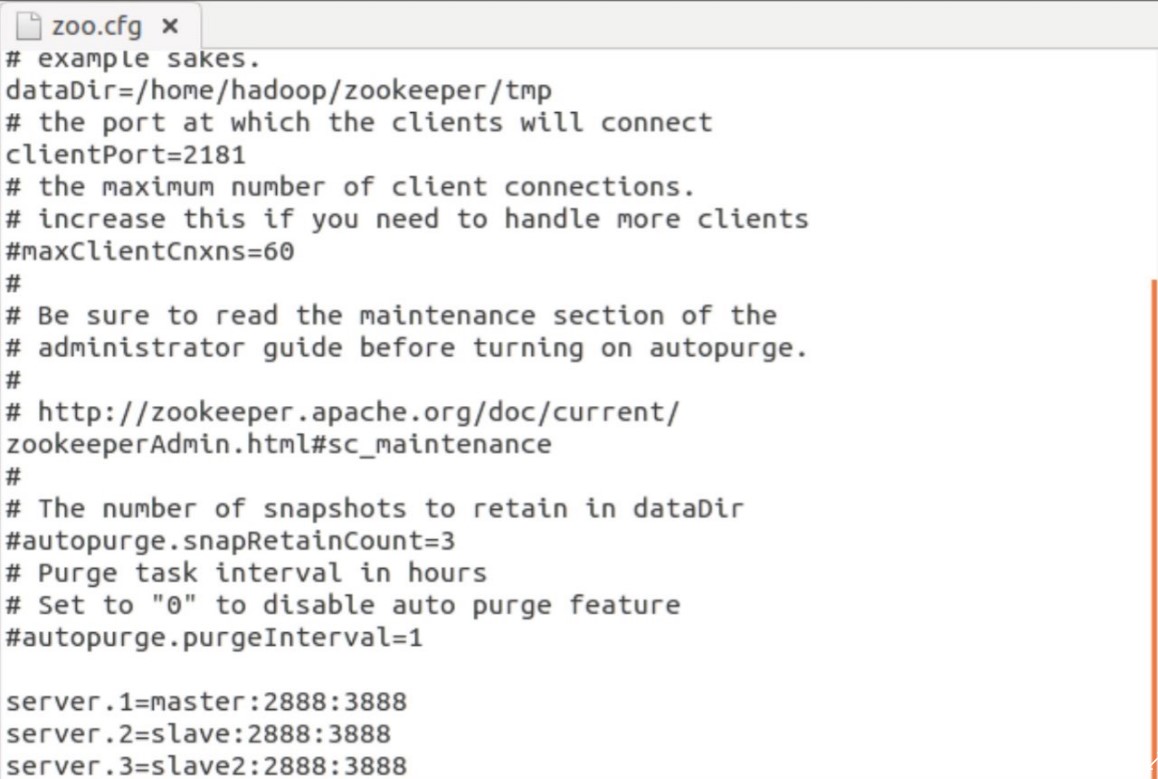 zoo.cfg ×
# example sakes.
dataDir=/home/hadoop/zookeeper/tmp
# the port at which the clients will connect
clientPort=2181
# the maximum number of client connections.
# increase this if you need to handle more clients
#maxClientCnxns=60
#
# Be sure to read the maintenance section of the
# administrator guide before turning on autopurge.
#
# http://zookeeper.apache.org/doc/current/
zookeeperAdmin.html#sc_maintenance
#
# The number of snapshots to retain in dataDir
#autopurge.snapRetainCount=3
# Purge task interval in hours
# Set to "0" to disable auto purge feature
#autopurge.purgeInterval=1
server.1=master:2888:3888
server.2=slave:2888:3888
server.3=slave2:2888:3888